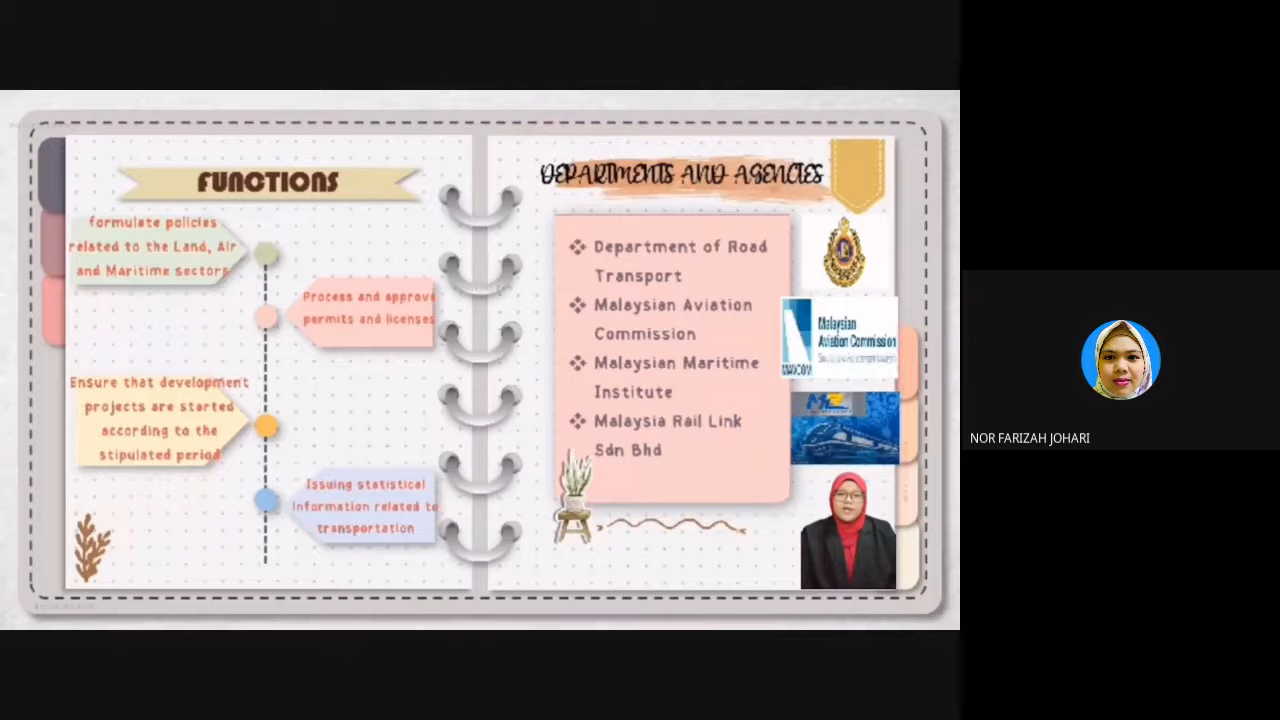 FUNCTIONS
formulate policies
related to the Land, Air
and Maritime sectors
Process and approve
permits and licenses
Ensure that development
projects are started
according to the
stipulated period
Issuing statistical
information related to
transportation
DEPARTMENTS AND AGENCIES
❖ Department of Road
Transport
❖ Malaysian Aviation
Commission
❖ Malaysian Maritime
Institute
❖ Malaysia Rail Link
Sdn Bhd
Malaysian
Aviation Commission
MAVCOM
NOR FARIZAH JOHARI